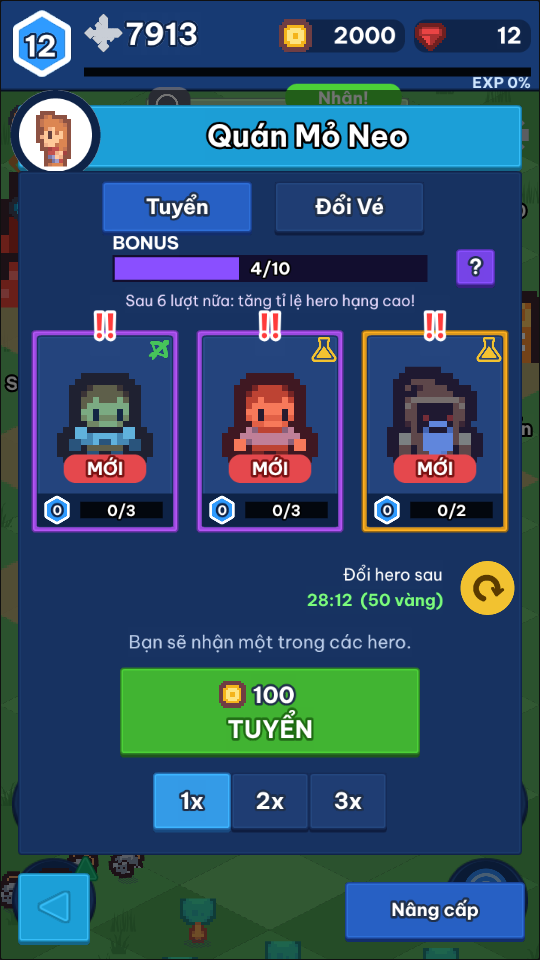 12
7913
2000
12
EXP 0%
Nhân!
Quán Mỏ Neo
Tuyển
Đổi Vé
BONUS
4/10
?
Sau 6 lượt nữa: tăng tỉ lệ hero hạng cao!
!!
!!
!!
MỚI
MỚI
MỚI
0
0/3
0
0/3
0
0/2
Đổi hero sau
28:12 (50 vàng)
Bạn sẽ nhận một trong các hero.
100
TUYỂN
1x
2x
3x
Nâng cấp